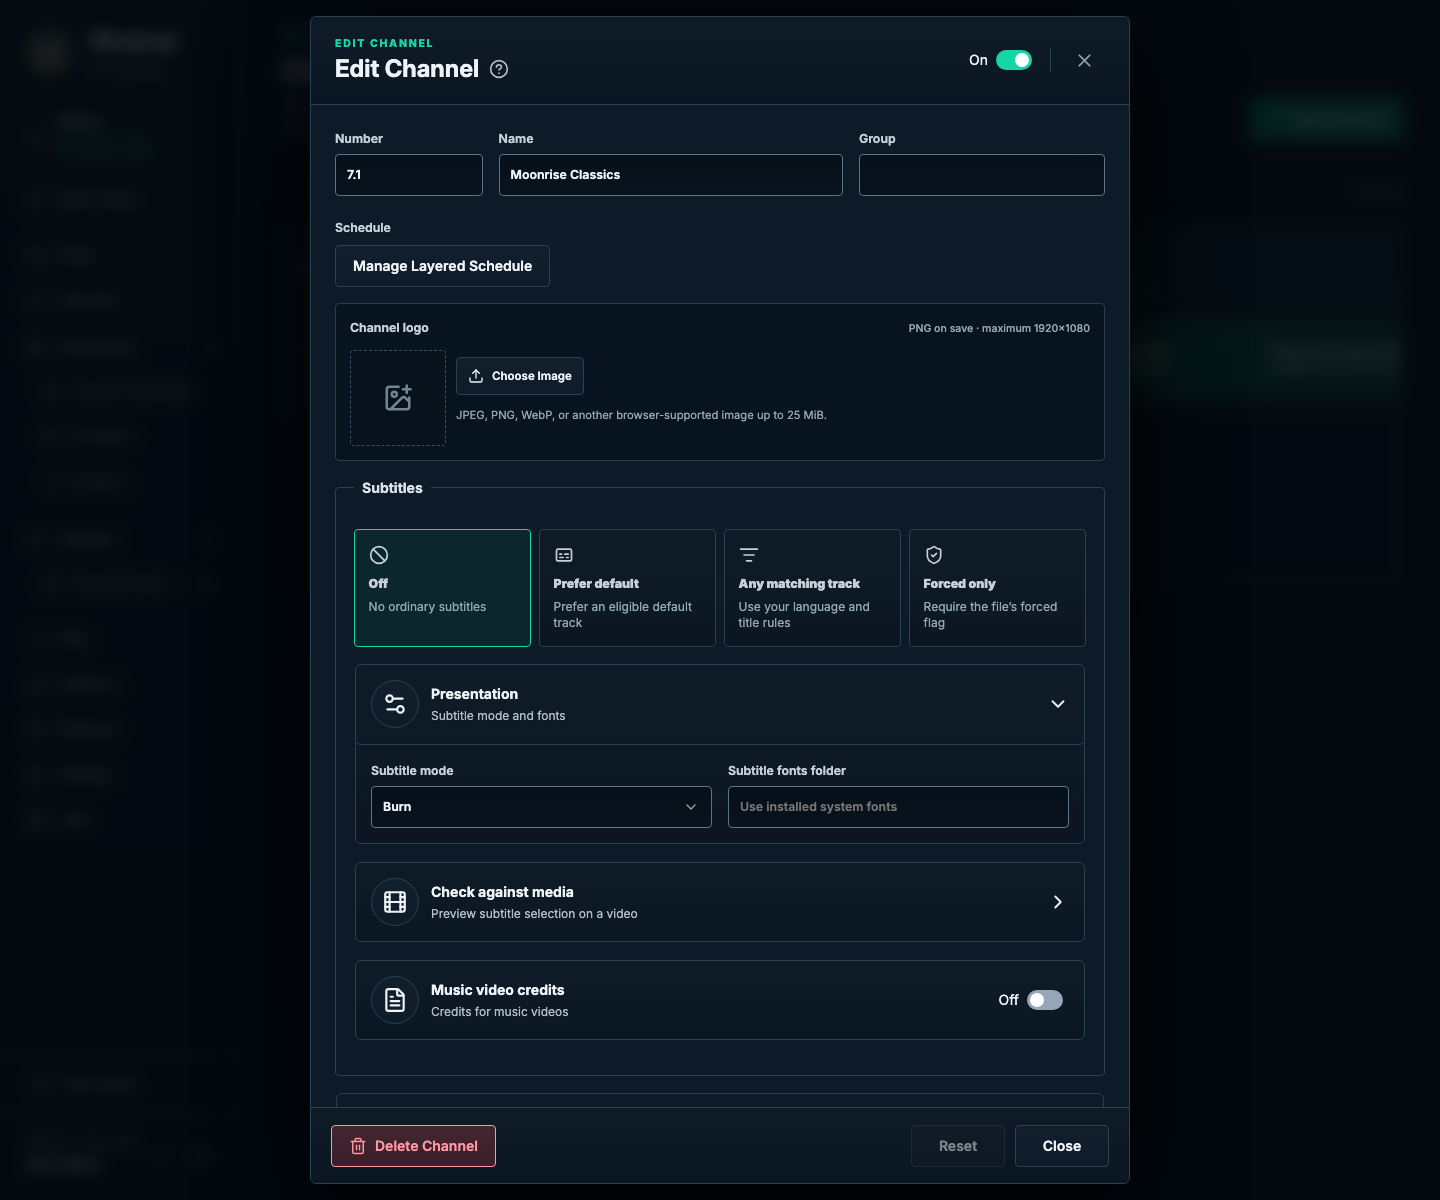 EDIT CHANNEL
Edit Channel
On
Number
Name
Group
7.1
Moonrise Classics
Schedule
Manage Layered Schedule
Channel logo
PNG on save · maximum 1920×1080
Choose Image
JPEG, PNG, WebP, or another browser-supported image up to 25 MiB.
Subtitles
Off
No ordinary subtitles
Prefer default
Prefer an eligible default
track
Any matching track
Use your language and
title rules
Forced only
Require the file’s forced
flag
Presentation
Subtitle mode and fonts
Subtitle mode
Subtitle fonts folder
Burn
Use installed system fonts
Check against media
Preview subtitle selection on a video
Music video credits
Credits for music videos
Off
Delete Channel
Reset
Close